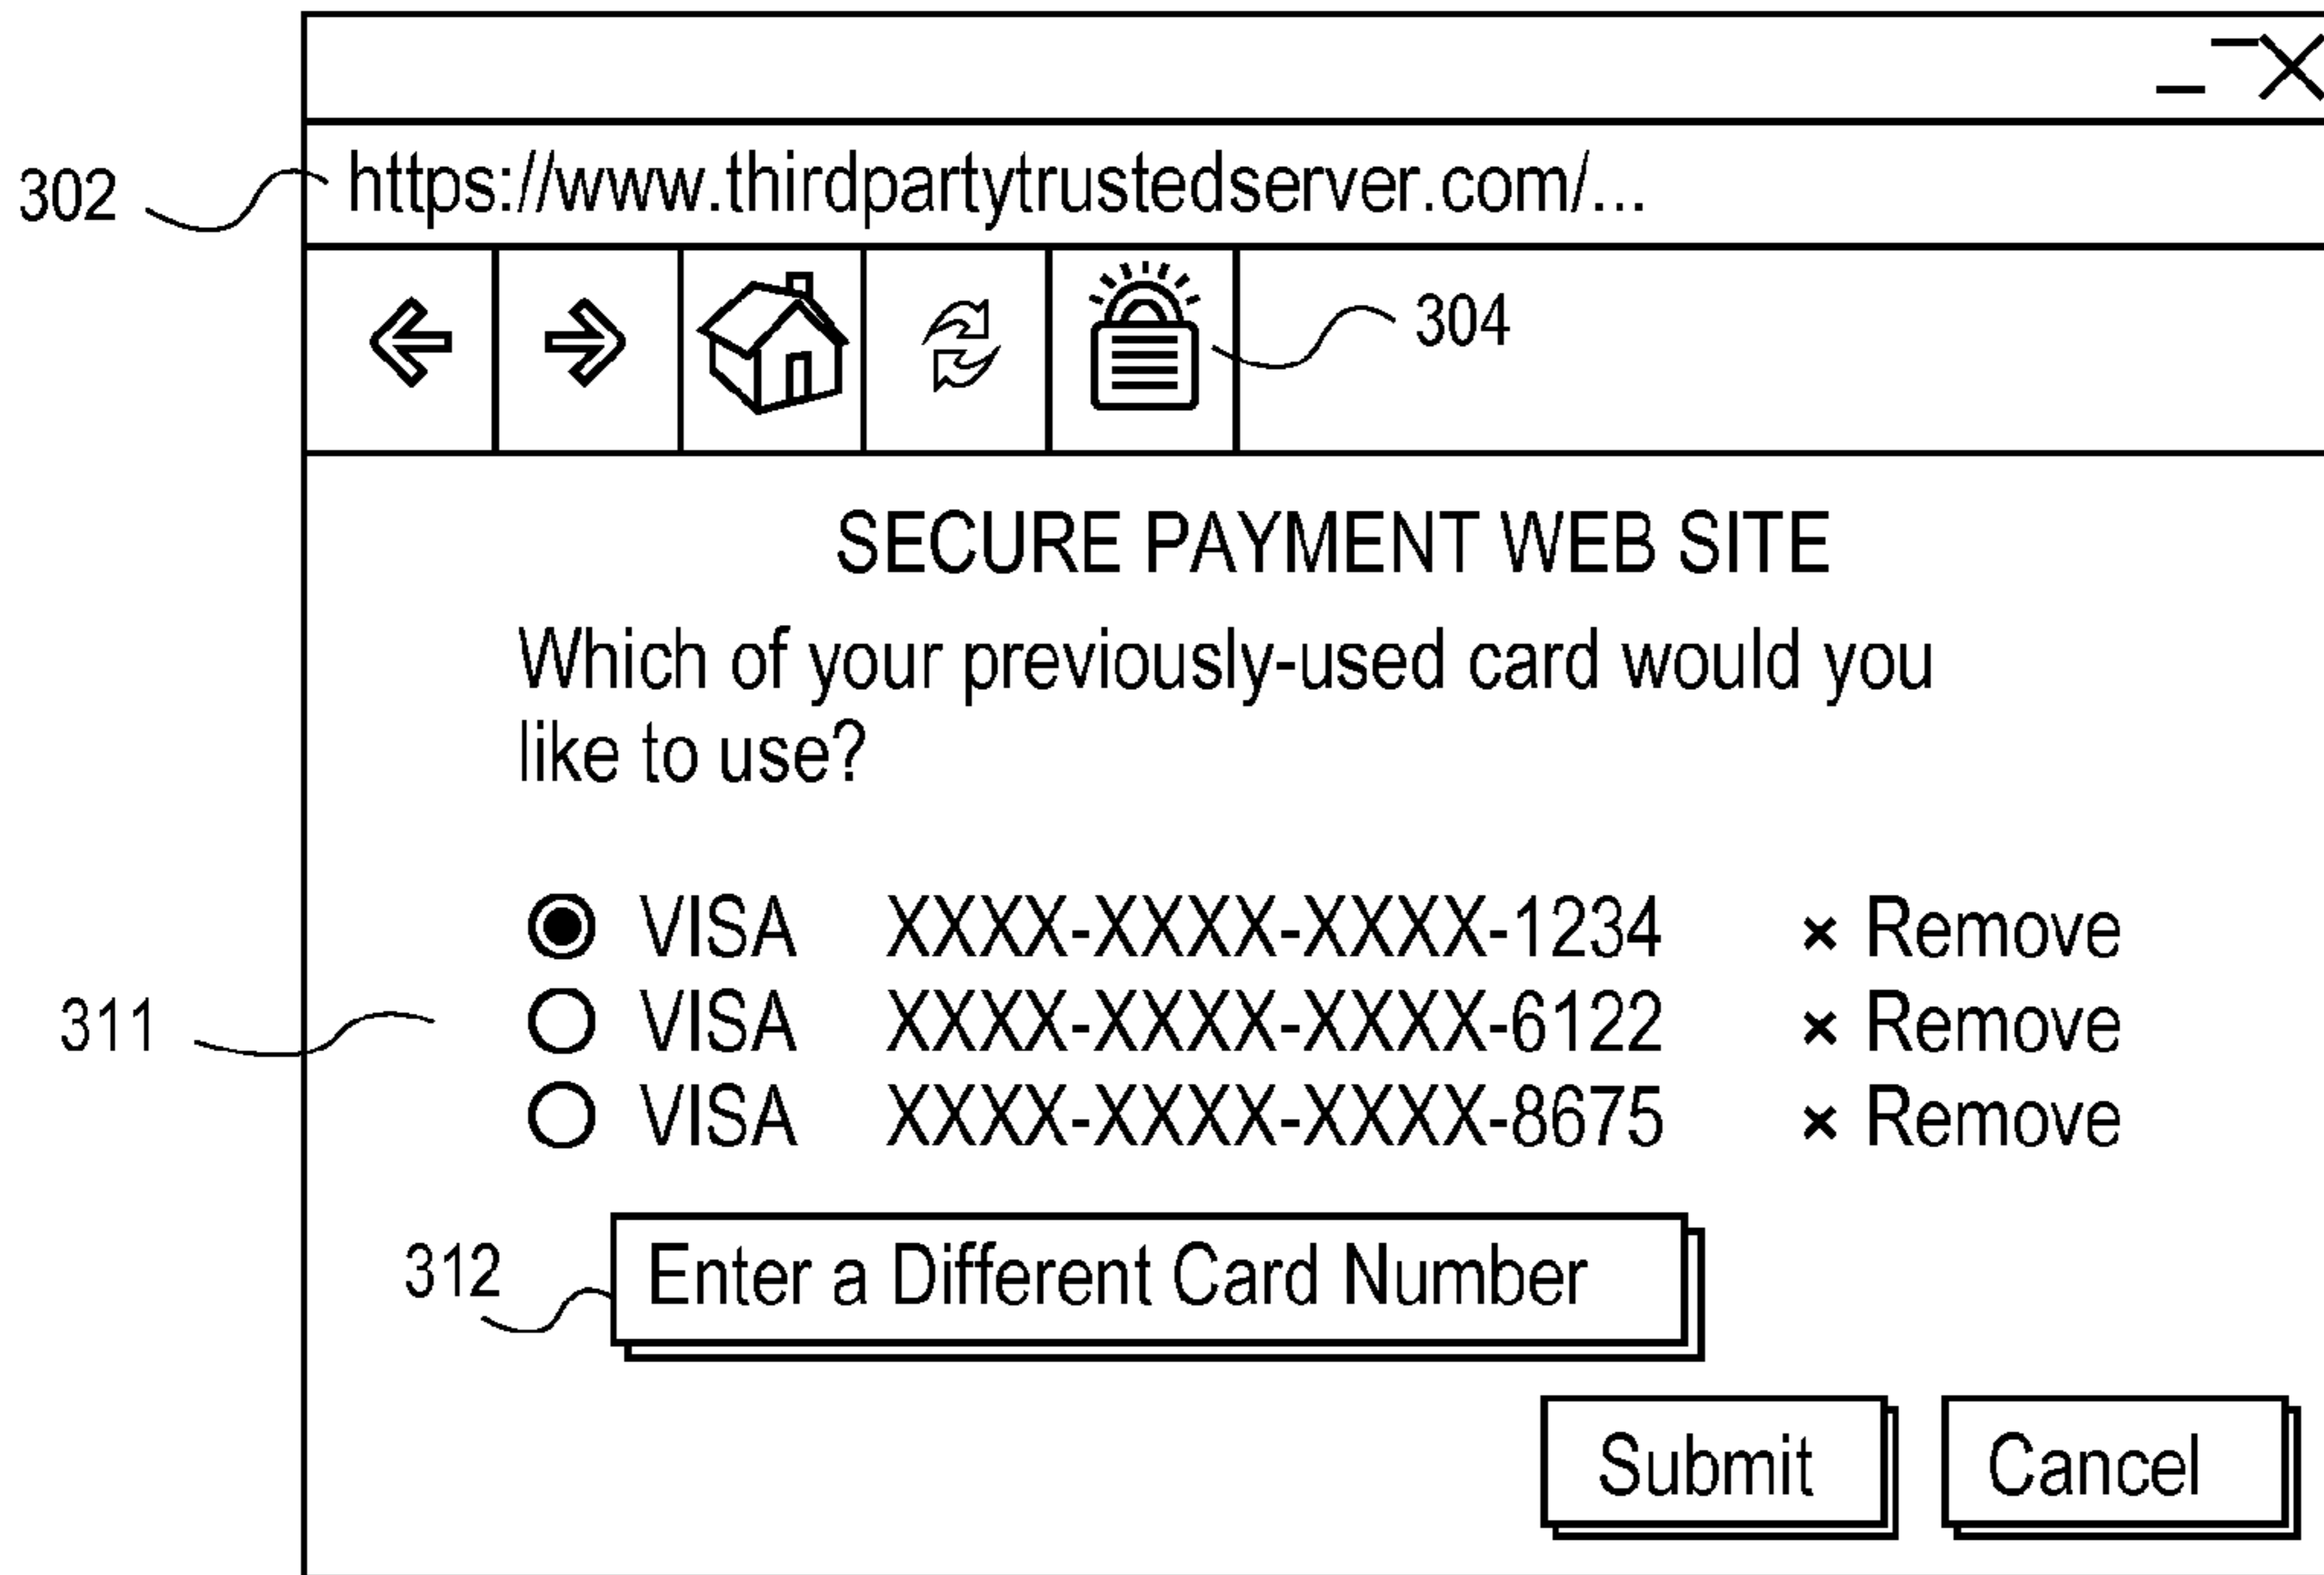 302
https://www.thirdpartytrustedserver.com/...
304
SECURE PAYMENT WEB SITE
Which of your previously-used card would you
like to use?
VISA XXXX-XXXX-XXXX-1234 × Remove
311 VISA XXXX-XXXX-XXXX-6122 × Remove
VISA XXXX-XXXX-XXXX-8675 × Remove
312 Enter a Different Card Number
Submit Cancel